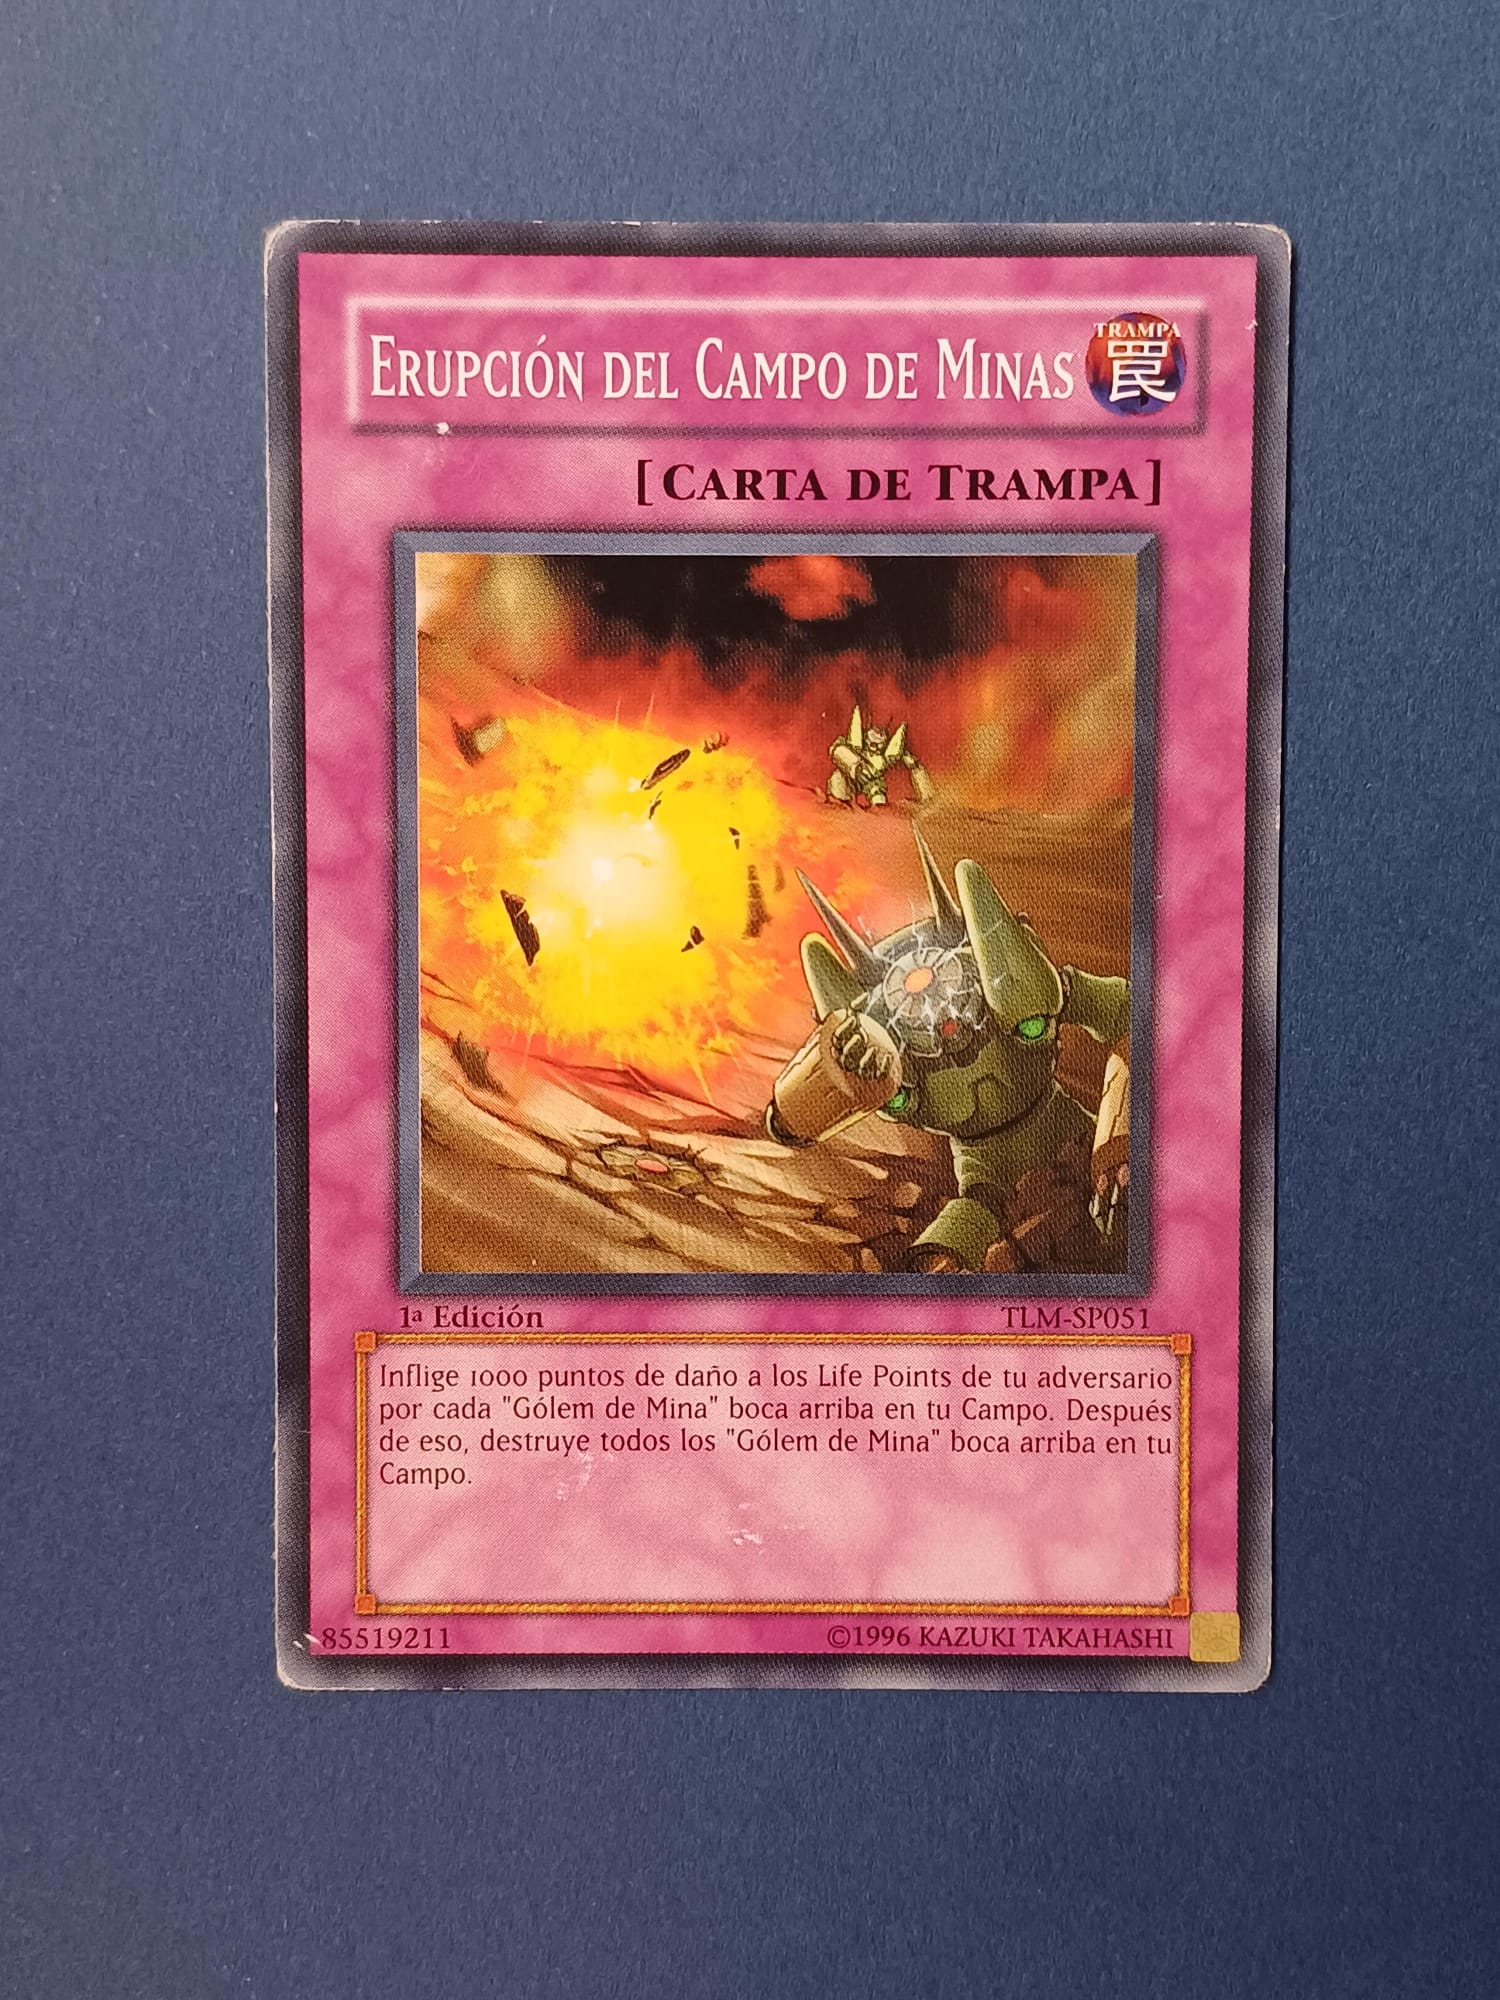 ERUPCIÓN DEL CAMPO DE MINAS
TRAMPA
罠
[CARTA DE TRAMPA]
1ª Edición
TLM-SP051
Inflige 1000 puntos de daño a los Life Points de tu adversario
por cada "Gólem de Mina" boca arriba en tu Campo. Después
de eso, destruye todos los "Gólem de Mina" boca arriba en tu
Campo.
85519211
©1996 KAZUKI TAKAHASHI